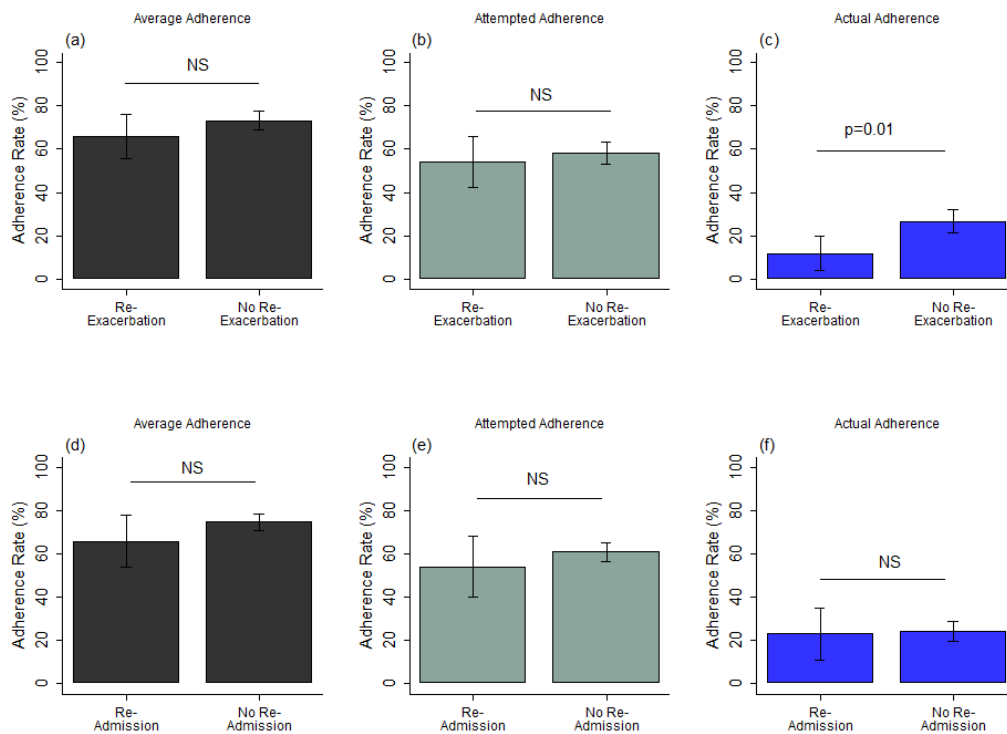 Average Adherence
(a)
NS
Adherence Rate (%)
0
20
40
60
80
100
Re-
Exacerbation
No Re-
Exacerbation
Attempted Adherence
(b)
NS
Adherence Rate (%)
0
20
40
60
80
100
Re-
Exacerbation
No Re-
Exacerbation
Actual Adherence
(c)
p=0.01
Adherence Rate (%)
0
20
40
60
80
100
Re-
Exacerbation
No Re-
Exacerbation
Average Adherence
(d)
NS
Adherence Rate (%)
0
20
40
60
80
100
Re-
Admission
No Re-
Admission
Attempted Adherence
(e)
NS
Adherence Rate (%)
0
20
40
60
80
100
Re-
Admission
No Re-
Admission
Actual Adherence
(f)
NS
Adherence Rate (%)
0
20
40
60
80
100
Re-
Admission
No Re-
Admission